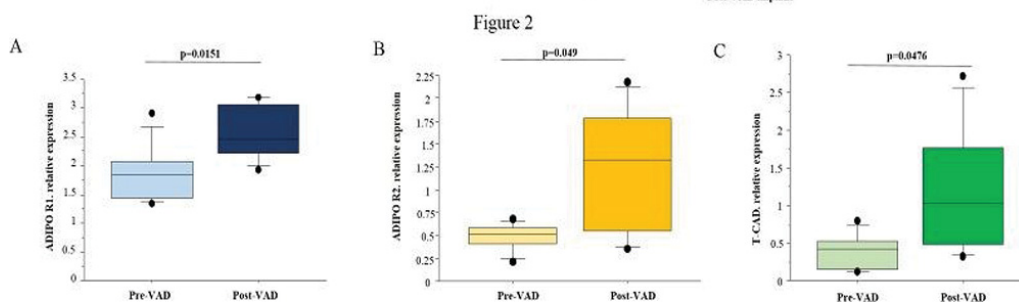 Figure 2
A
p=0.0151
ADIPO R1. relative expression
3.5
3
2.5
2
1.5
1
0.5
0
Pre-VAD
Post-VAD
B
p=0.049
ADIPO R2. relative expression
2.25
2
1.75
1.5
1.25
1
0.75
0.5
0.25
0
Pre-VAD
Post-VAD
C
p=0.0476
T-CAD. relative expression
3
2.5
2
1.5
1
0.5
0
Pre-VAD
Post-VAD